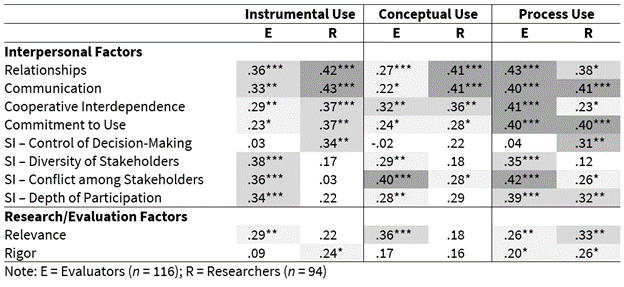 Instrumental Use Conceptual Use Process Use
E R E R E R
Interpersonal Factors
Relationships .36*** .42*** .27*** .41*** .43*** .38*
Communication .33** .43*** .22* .41*** .40*** .41***
Cooperative Interdependence .29** .37*** .32** .36** .41*** .23*
Commitment to Use .23* .37** .24* .28* .40*** .40***
SI – Control of Decision-Making .03 .34** -.02 .22 .04 .31**
SI – Diversity of Stakeholders .38*** .17 .29** .18 .35*** .12
SI – Conflict among Stakeholders .36*** .03 .40*** .28* .42*** .26*
SI – Depth of Participation .34*** .22 .28** .29 .39*** .32**
Research/Evaluation Factors
Relevance .29** .22 .36*** .18 .26** .33**
Rigor .09 .24* .17 .16 .20* .26*
Note: E = Evaluators (n = 116); R = Researchers (n = 94)